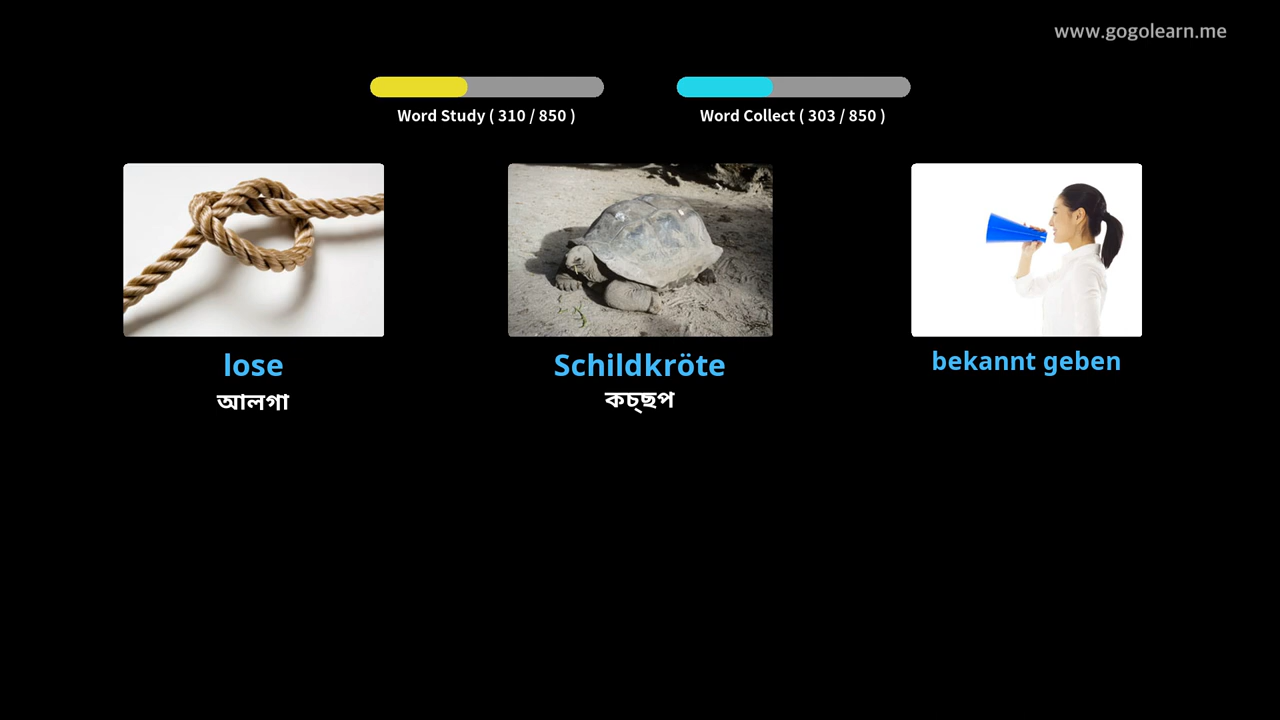 www.gogolearn.me
Word Study ( 310 / 850 )
Word Collect ( 303 / 850 )
lose
Schildkröte
bekannt geben
আলগা
কচ্ছপ